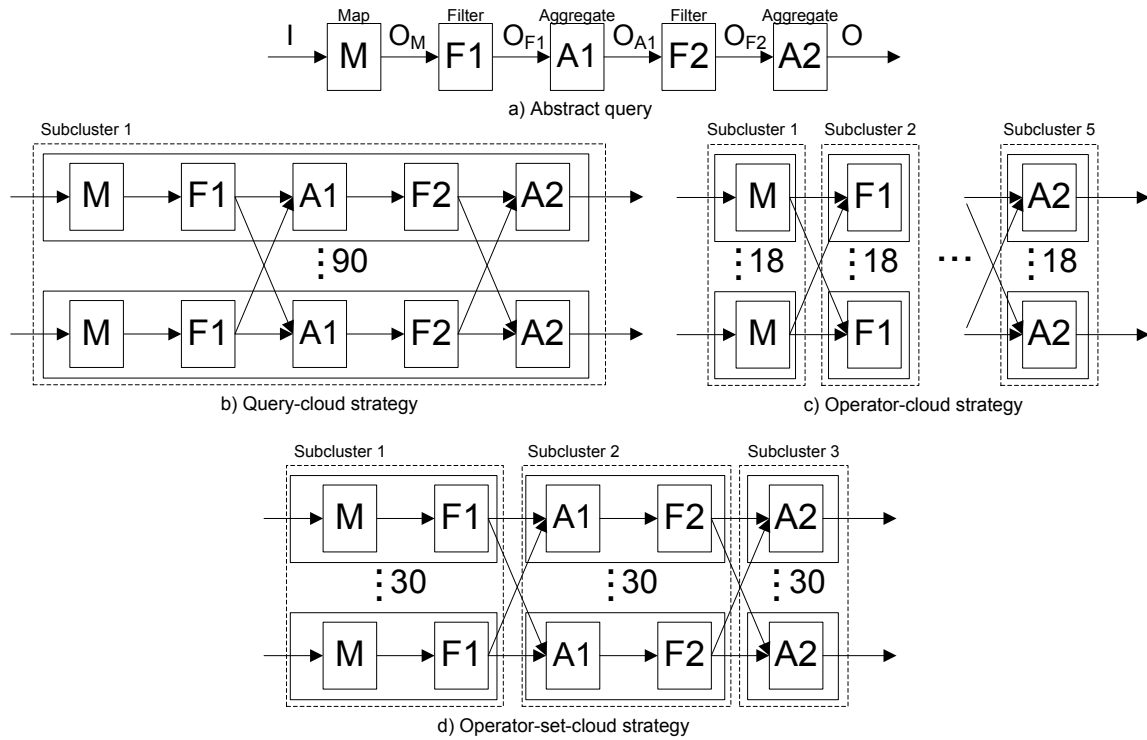 Map Filter Aggregate Filter Aggregate
I O_M O_F1 O_A1 O_F2 O
M F1 A1 F2 A2
a) Abstract query
Subcluster 1
M F1 A1 F2 A2
⋮90
M F1 A1 F2 A2
b) Query-cloud strategy
Subcluster 1 Subcluster 2 Subcluster 5
M F1 A2
⋮18 ⋮18 ... ⋮18
M F1 A2
c) Operator-cloud strategy
Subcluster 1 Subcluster 2 Subcluster 3
M F1 A1 F2 A2
⋮30 ⋮30 ⋮30
M F1 A1 F2 A2
d) Operator-set-cloud strategy